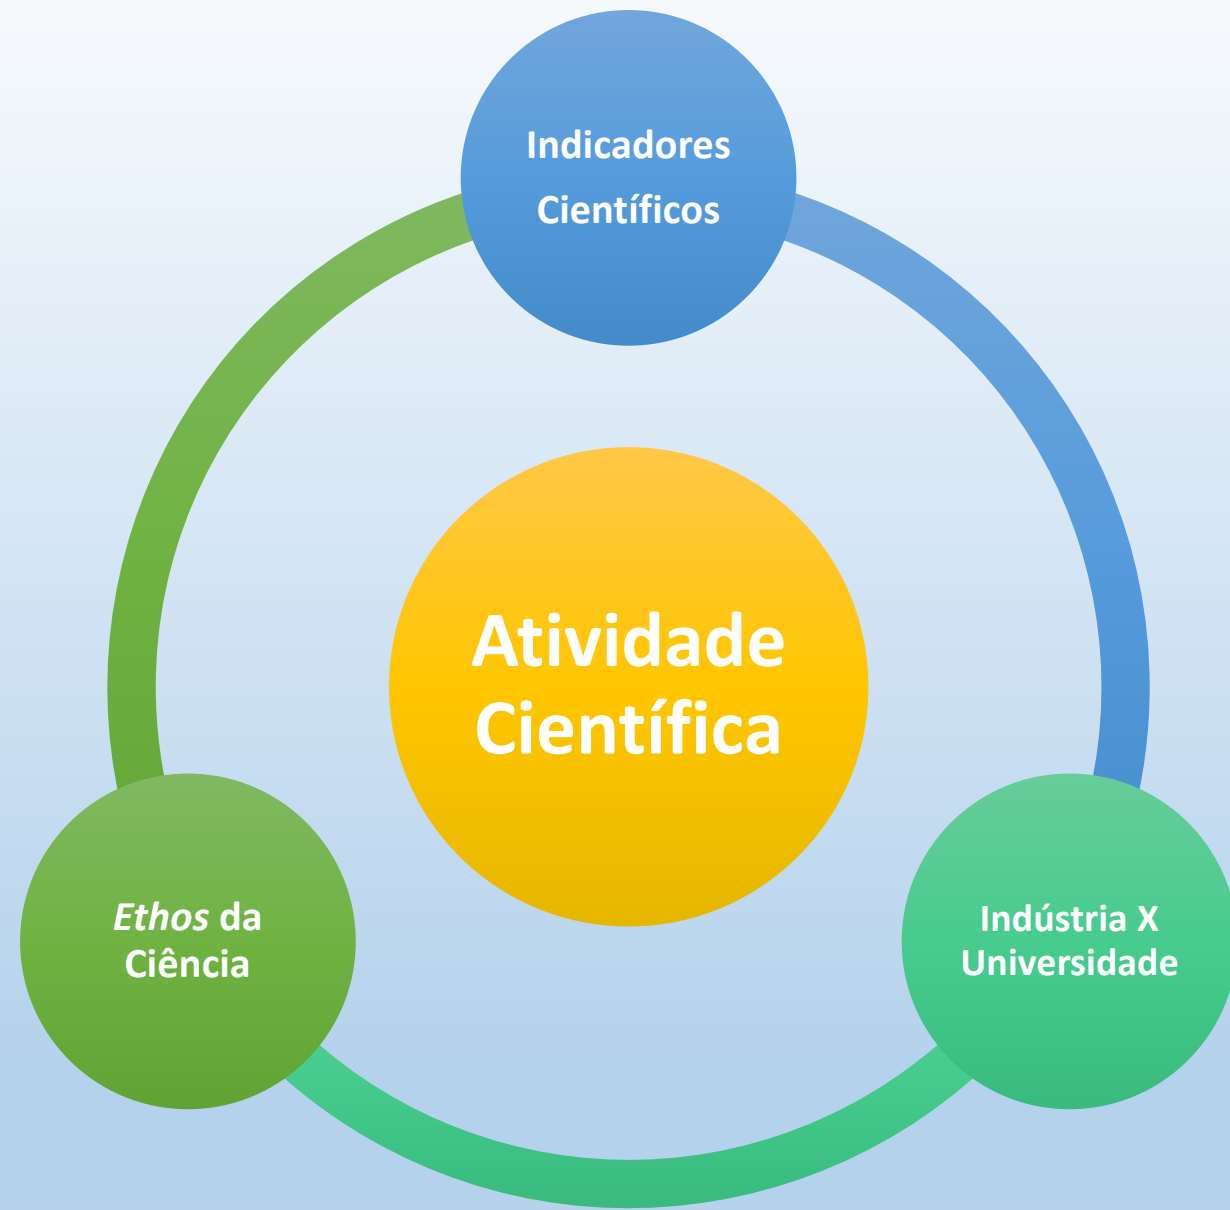 Indicadores
Científicos
Atividade
Científica
Ethos da
Ciência
Indústria X
Universidade